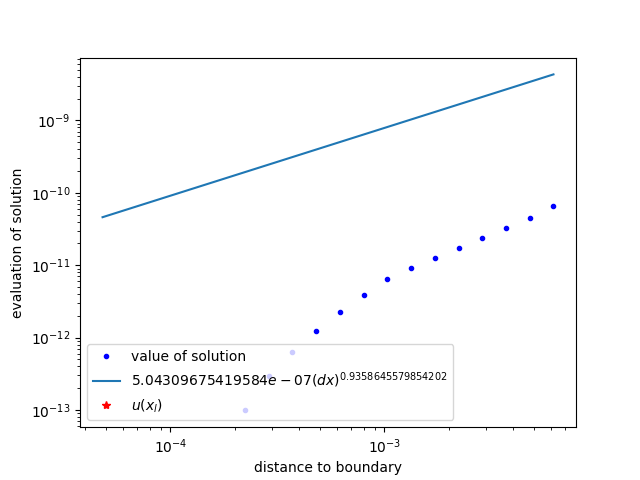 10⁻⁹
10⁻¹⁰
10⁻¹¹
10⁻¹²
10⁻¹³
evaluation of solution
value of solution
5.04309675419584e − 07(dx)^0.9358645579854202
u(x_l)
10⁻⁴
10⁻³
distance to boundary